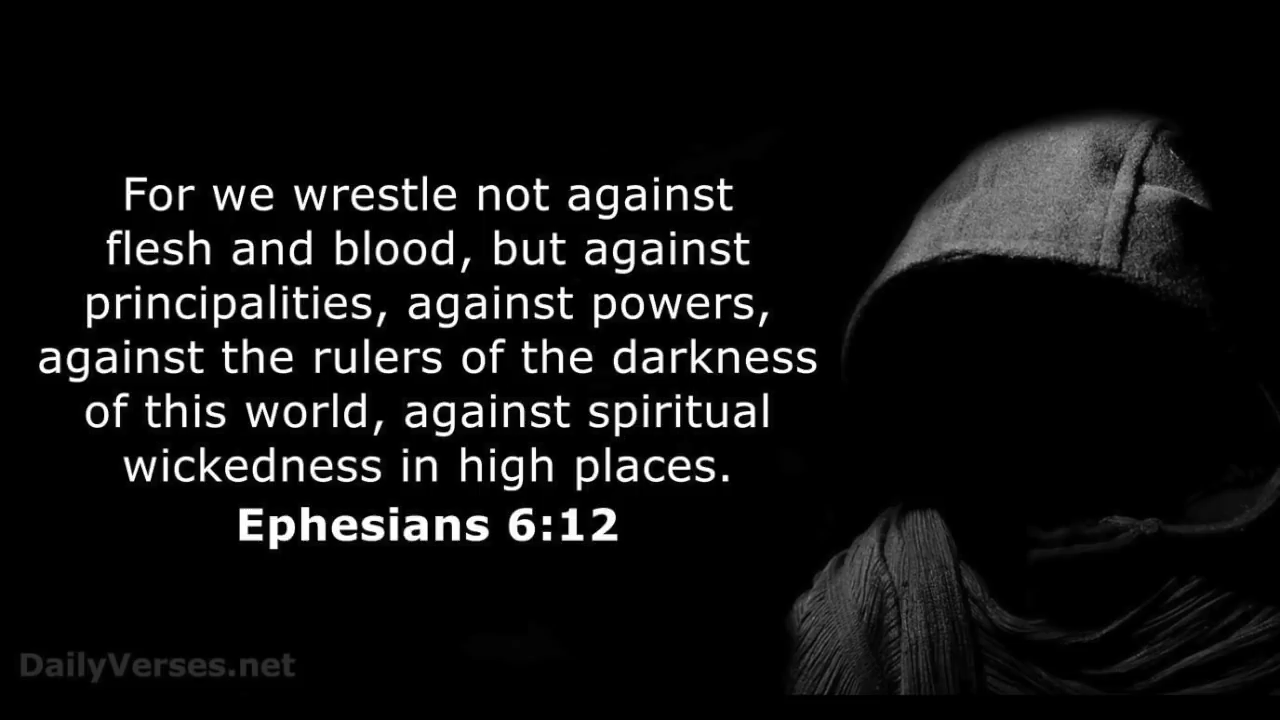 For we wrestle not against
flesh and blood, but against
principalities, against powers,
against the rulers of the darkness
of this world, against spiritual
wickedness in high places.
Ephesians 6:12
DailyVerses.net